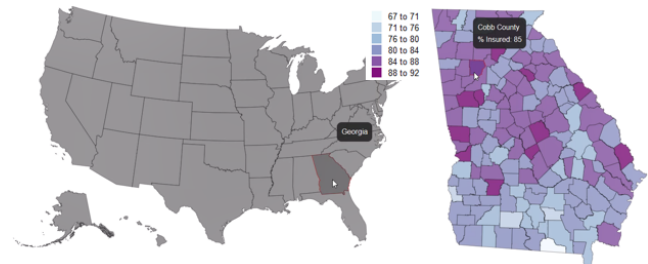 Georgia
67 to 71
71 to 76
76 to 80
80 to 84
84 to 88
88 to 92
Cobb County
% Insured: 85